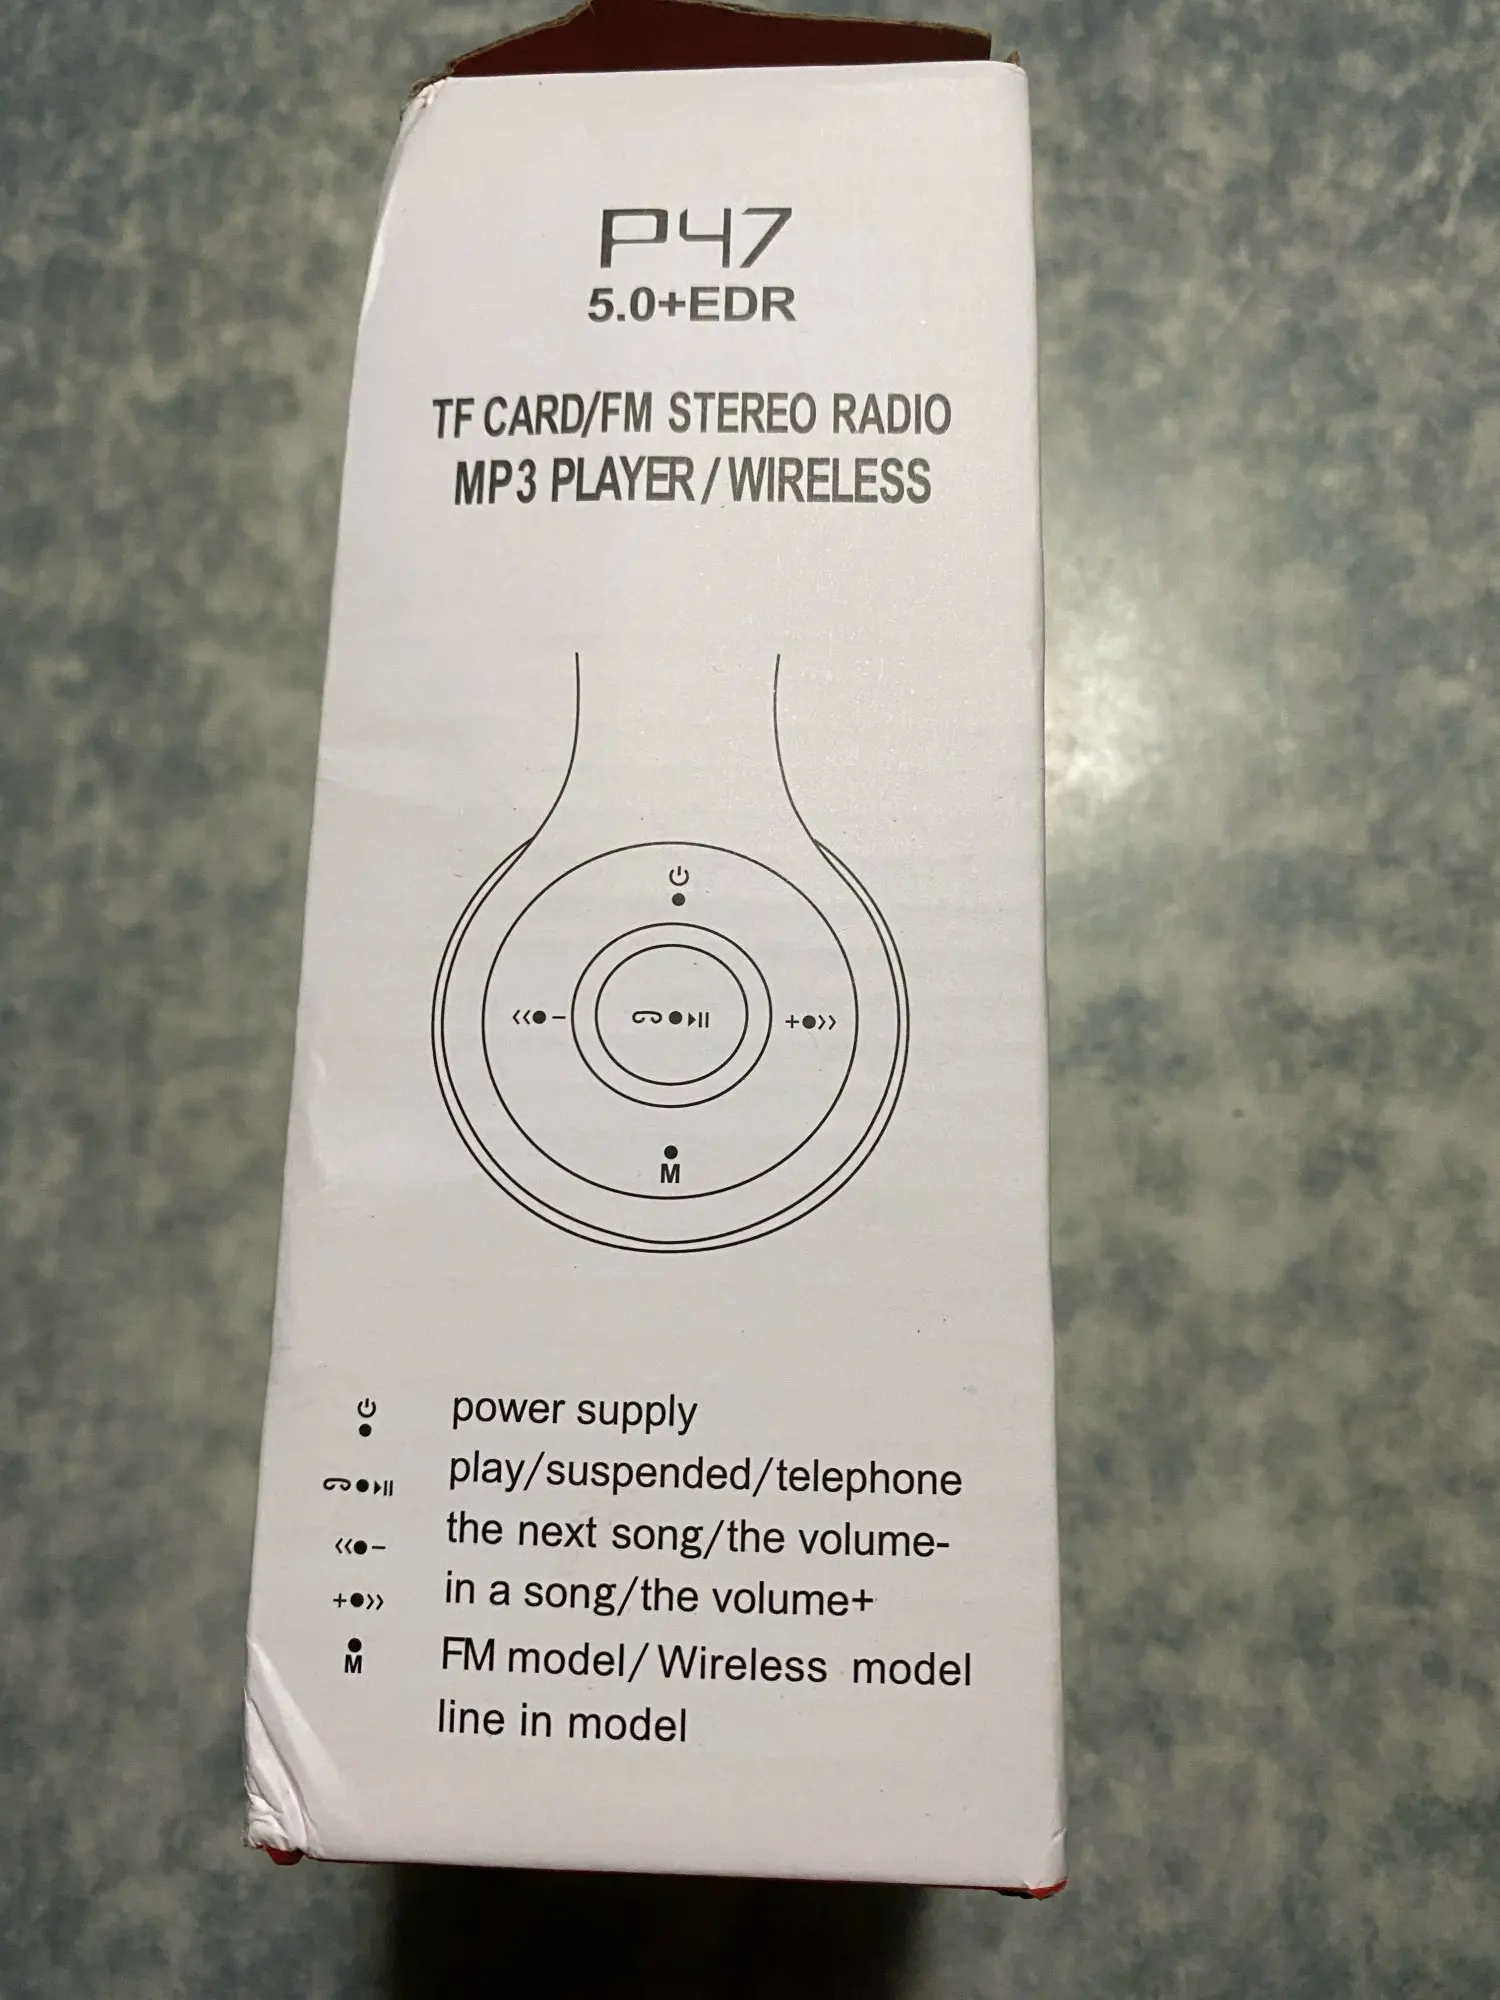 P47
5.0+EDR
TF CARD/FM STEREO RADIO
MP3 PLAYER/WIRELESS
M
power supply
play/suspended/telephone
the next song/the volume-
in a song/the volume+
M FM model/Wireless model
line in model